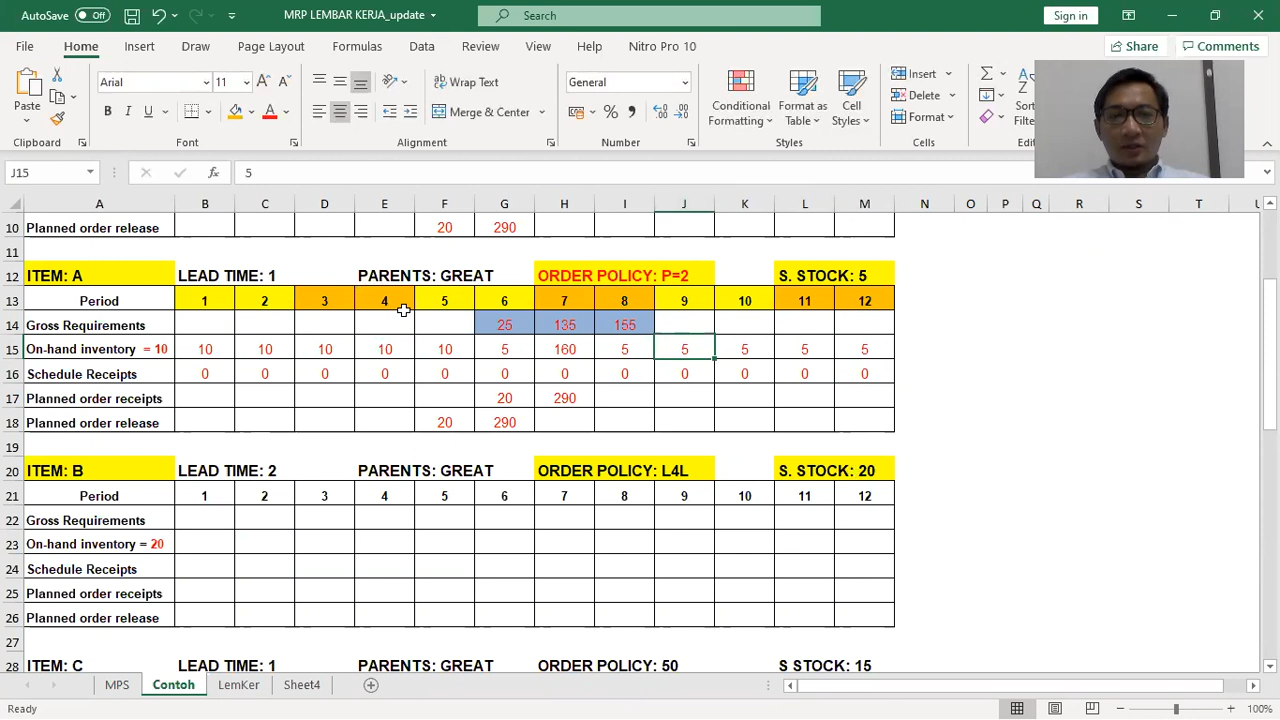 AutoSave Off MRP LEMBAR KERJA_update Search Sign in
File Home Insert Draw Page Layout Formulas Data Review View Help Nitro Pro 10 Share Comments
Paste Arial 11 Wrap Text General Conditional Formatting Format as Table Cell Styles Insert Delete Format
B I U Merge & Center % , Sor Filte
Clipboard Font Alignment Number Styles Cells
J15 fx 5
A B C D E F G H I J K L M N O P Q R S T U
10 Planned order release 20 290
11
12 ITEM: A LEAD TIME: 1 PARENTS: GREAT ORDER POLICY: P=2 S. STOCK: 5
13 Period 1 2 3 4 5 6 7 8 9 10 11 12
14 Gross Requirements 25 135 155
15 On-hand inventory = 10 10 10 10 10 10 5 160 5 5 5 5 5
16 Schedule Receipts 0 0 0 0 0 0 0 0 0 0 0 0
17 Planned order receipts 20 290
18 Planned order release 20 290
19
20 ITEM: B LEAD TIME: 2 PARENTS: GREAT ORDER POLICY: L4L S. STOCK: 20
21 Period 1 2 3 4 5 6 7 8 9 10 11 12
22 Gross Requirements
23 On-hand inventory = 20
24 Schedule Receipts
25 Planned order receipts
26 Planned order release
27
28 ITEM: C LEAD TIME: 1 PARENTS: GREAT ORDER POLICY: 50 S STOCK: 15
MPS Contoh LemKer Sheet4
Ready 100%